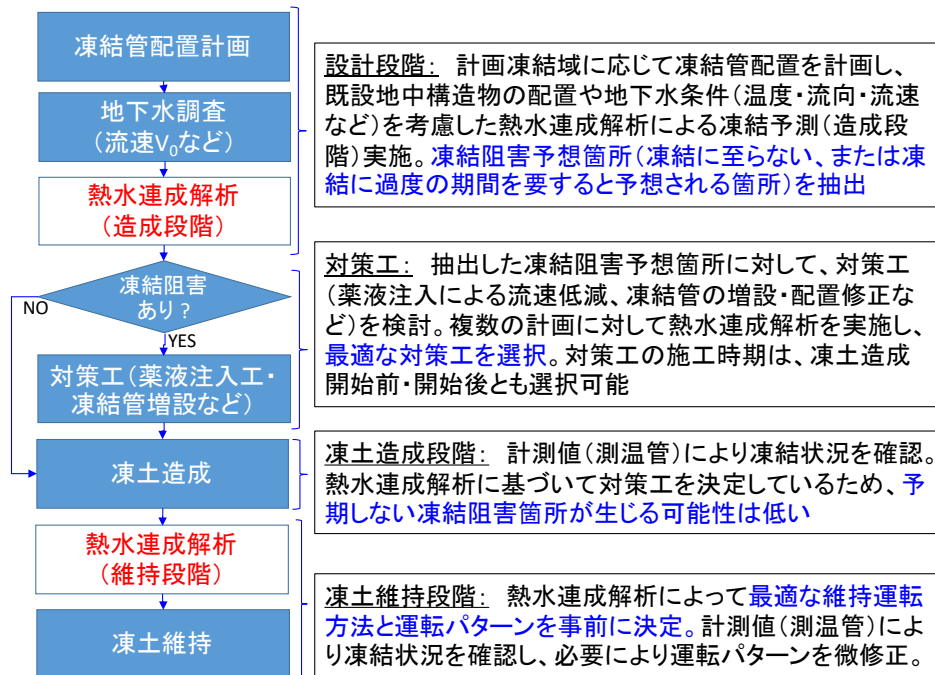 凍結管配置計画
地下水調査
(流速V₀など)
熱水連成解析
(造成段階)
凍結阻害
あり?
NO
YES
対策工(薬液注入工・
凍結管増設など)
凍土造成
熱水連成解析
(維持段階)
凍土維持
設計段階: 計画凍結域に応じて凍結管配置を計画し、
既設地中構造物の配置や地下水条件(温度・流向・流速
など)を考慮した熱水連成解析による凍結予測(造成段
階)実施。凍結阻害予想箇所(凍結に至らない、または凍
結に過度の期間を要すると予想される箇所)を抽出
対策工: 抽出した凍結阻害予想箇所に対して、対策工
(薬液注入による流速低減、凍結管の増設・配置修正な
ど)を検討。複数の計画に対して熱水連成解析を実施し、
最適な対策工を選択。対策工の施工時期は、凍土造成
開始前・開始後とも選択可能
凍土造成段階: 計測値(測温管)により凍結状況を確認。
熱水連成解析に基づいて対策工を決定しているため、予
期しない凍結阻害箇所が生じる可能性は低い
凍土維持段階: 熱水連成解析によって最適な維持運転
方法と運転パターンを事前に決定。計測値(測温管)によ
り凍結状況を確認し、必要により運転パターンを微修正。